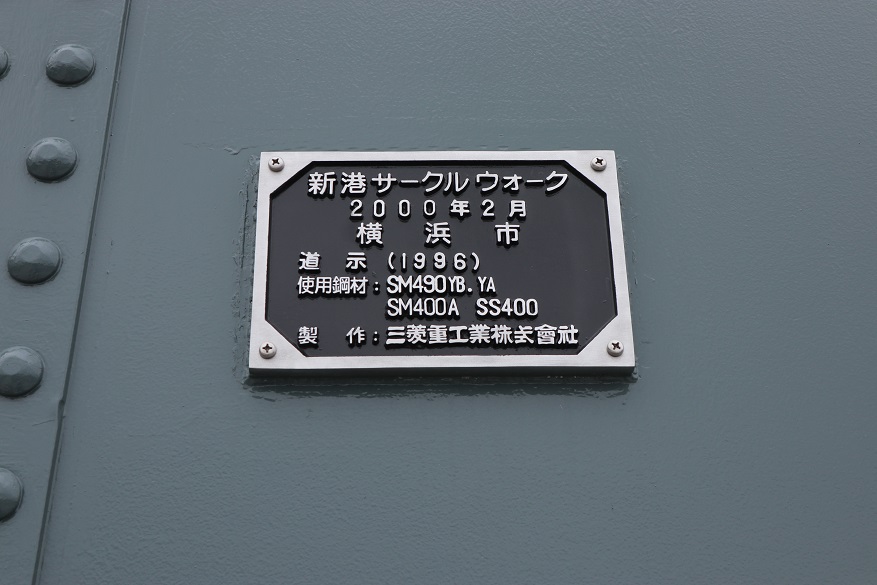 新港サークルウォーク
2000年2月
横浜市
道示(1996)
使用鋼材:SM490YB.YA
SM400A SS400
製作:三菱重工業株式會社